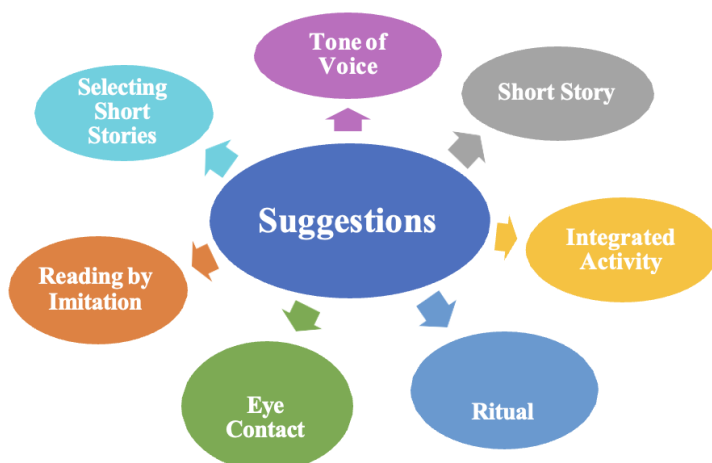 Tone of
Voice
Short Story
Integrated
Activity
Ritual
Eye
Contact
Reading by
Imitation
Selecting
Short
Stories
Suggestions